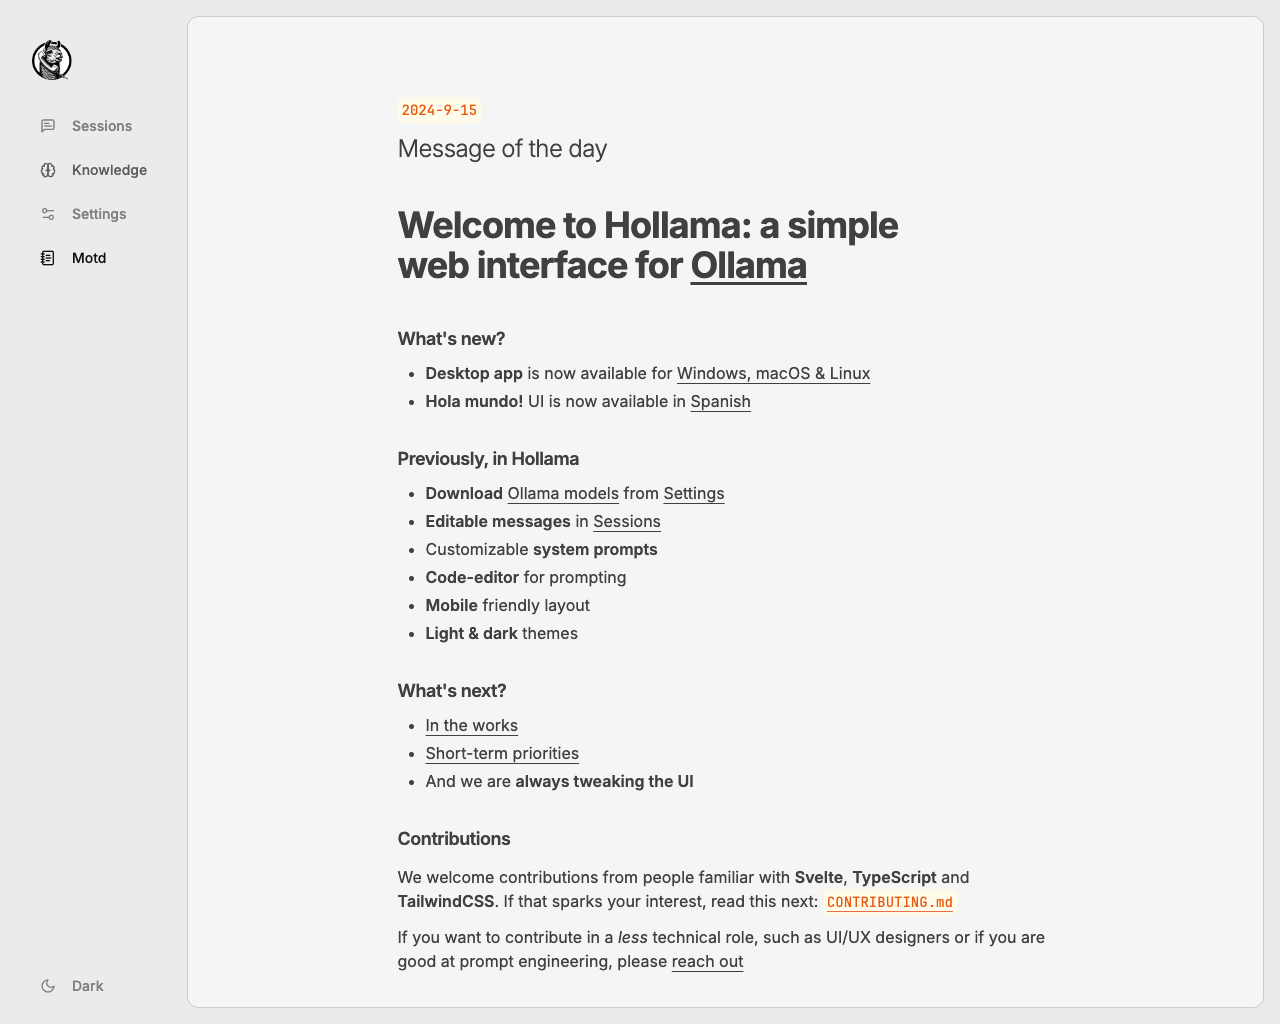 Sessions
Knowledge
Settings
Motd
Dark
2024-9-15
Message of the day
Welcome to Hollama: a simple
web interface for Ollama
What's new?
• Desktop app is now available for Windows, macOS & Linux
• Hola mundo! UI is now available in Spanish
Previously, in Hollama
• Download Ollama models from Settings
• Editable messages in Sessions
• Customizable system prompts
• Code-editor for prompting
• Mobile friendly layout
• Light & dark themes
What's next?
• In the works
• Short-term priorities
• And we are always tweaking the UI
Contributions
We welcome contributions from people familiar with Svelte, TypeScript and
TailwindCSS. If that sparks your interest, read this next: CONTRIBUTING.md
If you want to contribute in a less technical role, such as UI/UX designers or if you are
good at prompt engineering, please reach out